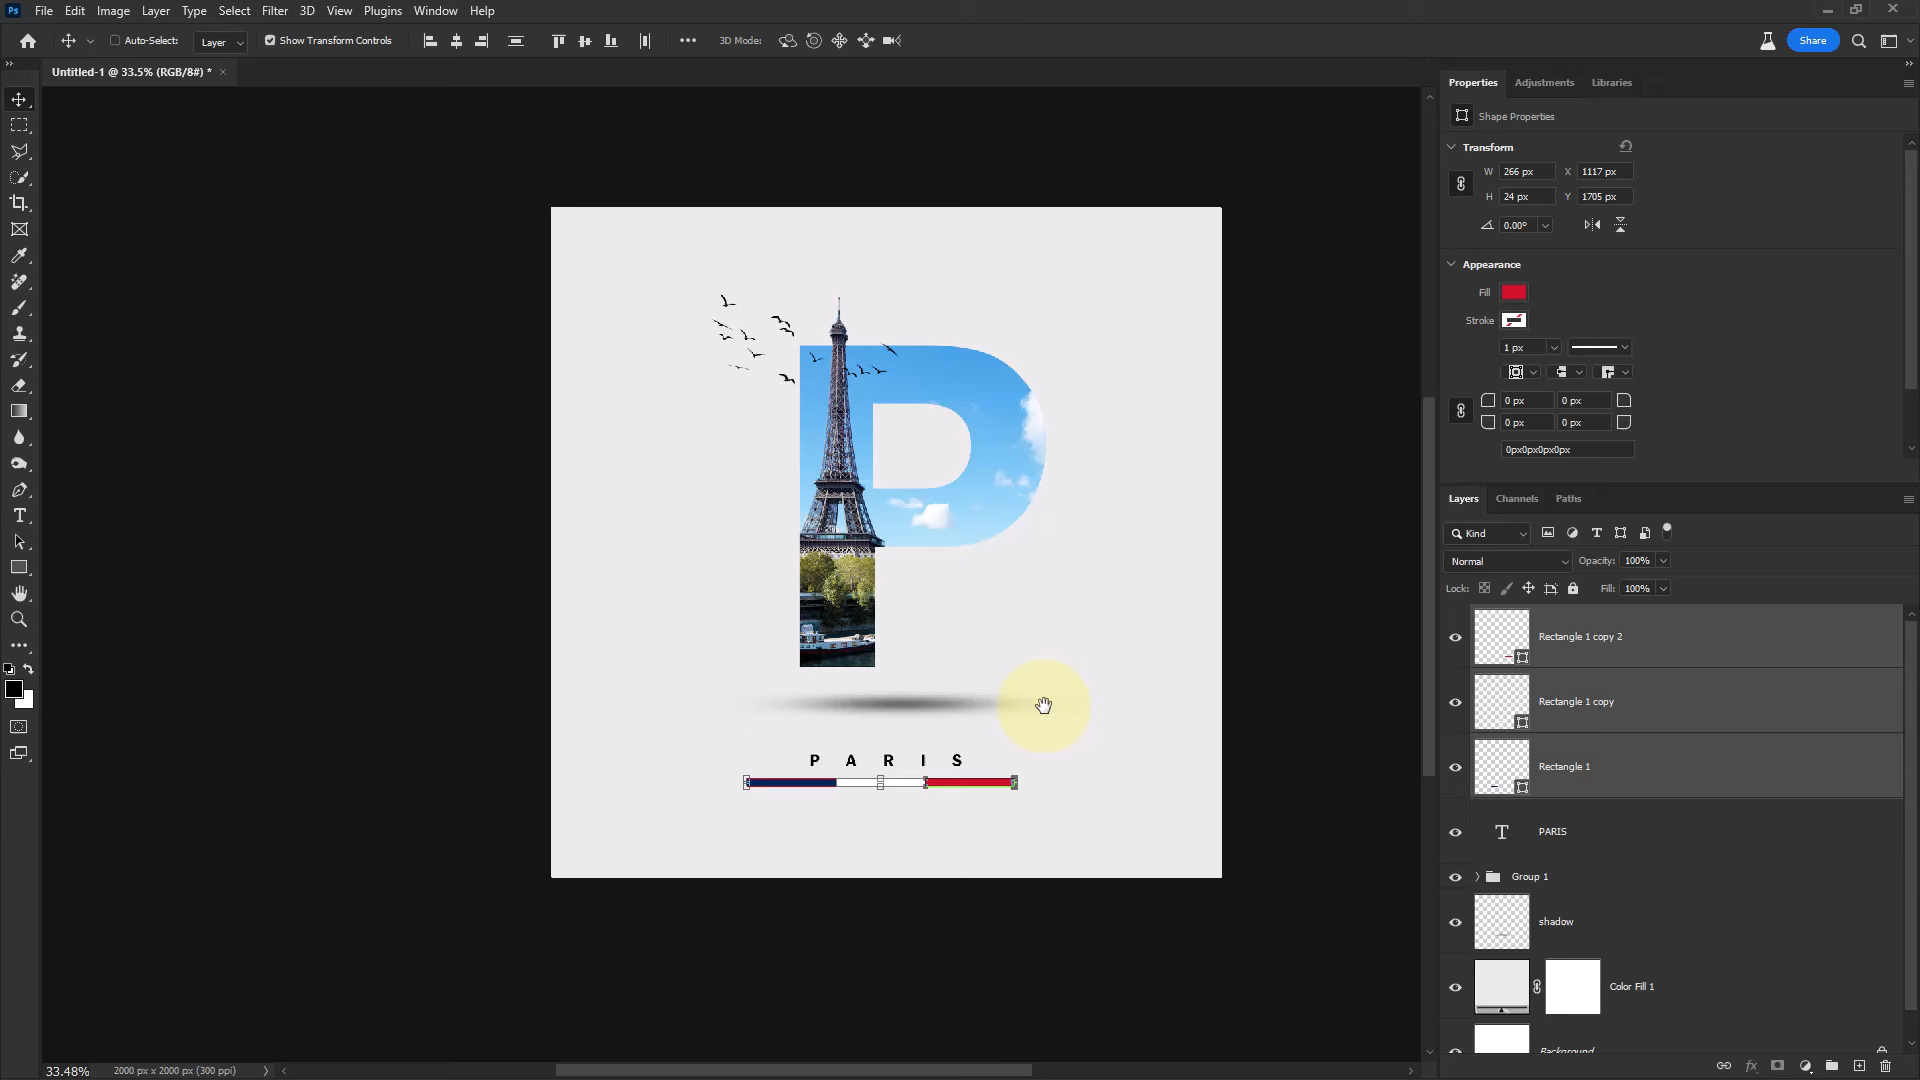 Ps File Edit Image Layer Type Select Filter 3D View Plugins Window Help
Auto-Select: Layer Show Transform Controls 3D Mode: Share
Untitled-1 @ 33.5% (RGB/8#) *
Properties Adjustments Libraries
Shape Properties
Transform
W 266 px X 1117 px
H 24 px Y 1705 px
0.00°
Appearance
Fill
Stroke
1 px
0 px 0 px
0 px 0 px
0px0px0px0px
Layers Channels Paths
Kind
Normal Opacity: 100%
Lock: Fill: 100%
Rectangle 1 copy 2
Rectangle 1 copy
Rectangle 1
T PARIS
Group 1
shadow
Color Fill 1
Background
P A R I S
33.48% 2000 px x 2000 px (300 ppi)